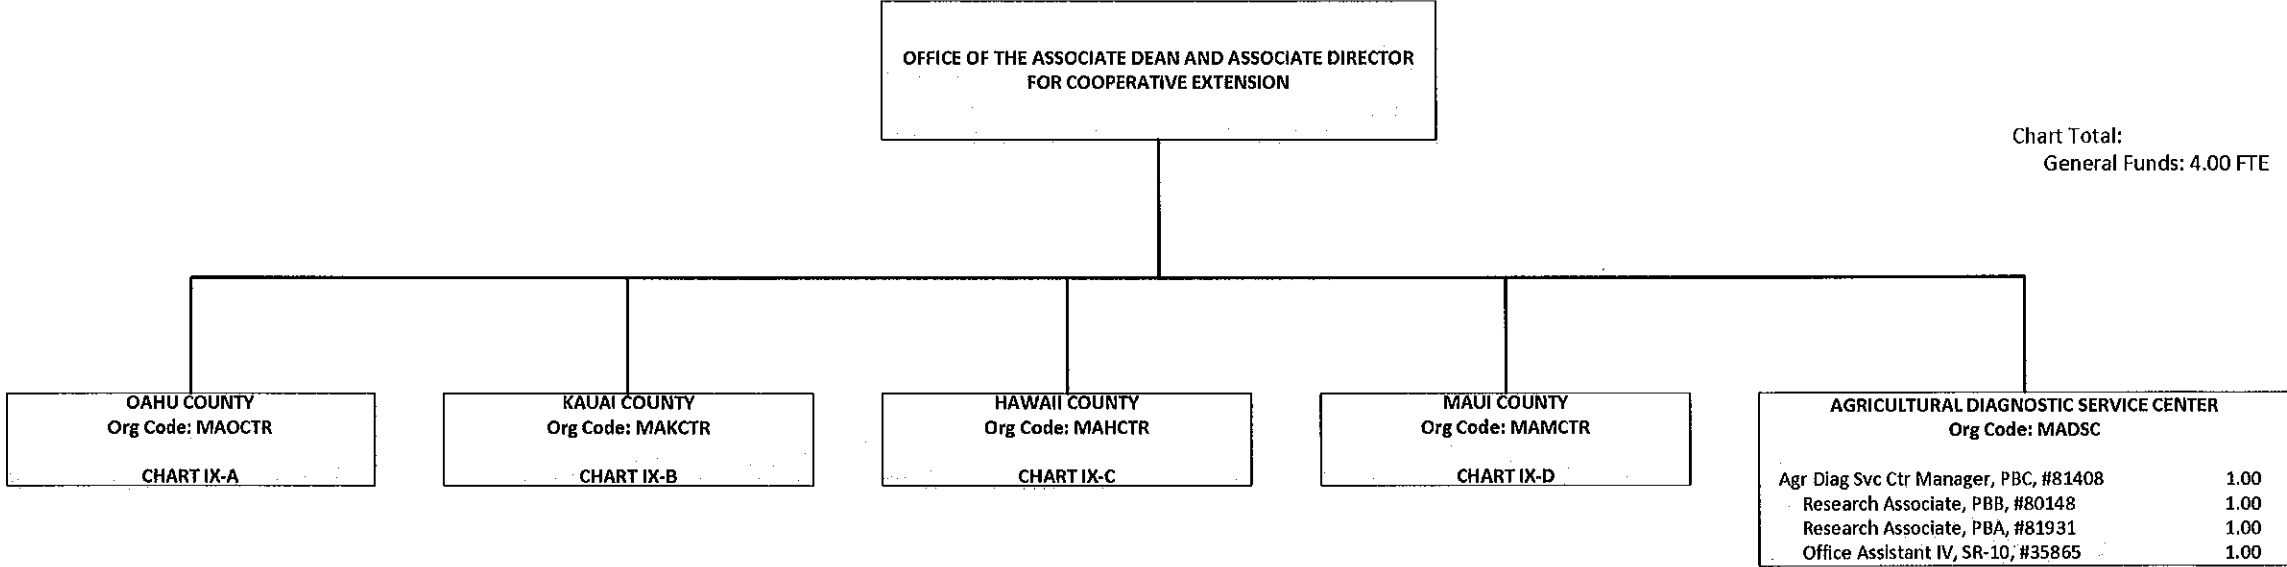 OFFICE OF THE ASSOCIATE DEAN AND ASSOCIATE DIRECTOR
FOR COOPERATIVE EXTENSION
Chart Total:
General Funds: 4.00 FTE
OAHU COUNTY
Org Code: MAOCTR
CHART IX-A
KAUAI COUNTY
Org Code: MAKCTR
CHART IX-B
HAWAII COUNTY
Org Code: MAHCTR
CHART IX-C
MAUI COUNTY
Org Code: MAMCTR
CHART IX-D
AGRICULTURAL DIAGNOSTIC SERVICE CENTER
Org Code: MADSC
Agr Diag Svc Ctr Manager, PBC, #81408 1.00
Research Associate, PBB, #80148 1.00
Research Associate, PBA, #81931 1.00
Office Assistant IV, SR-10, #35865 1.00